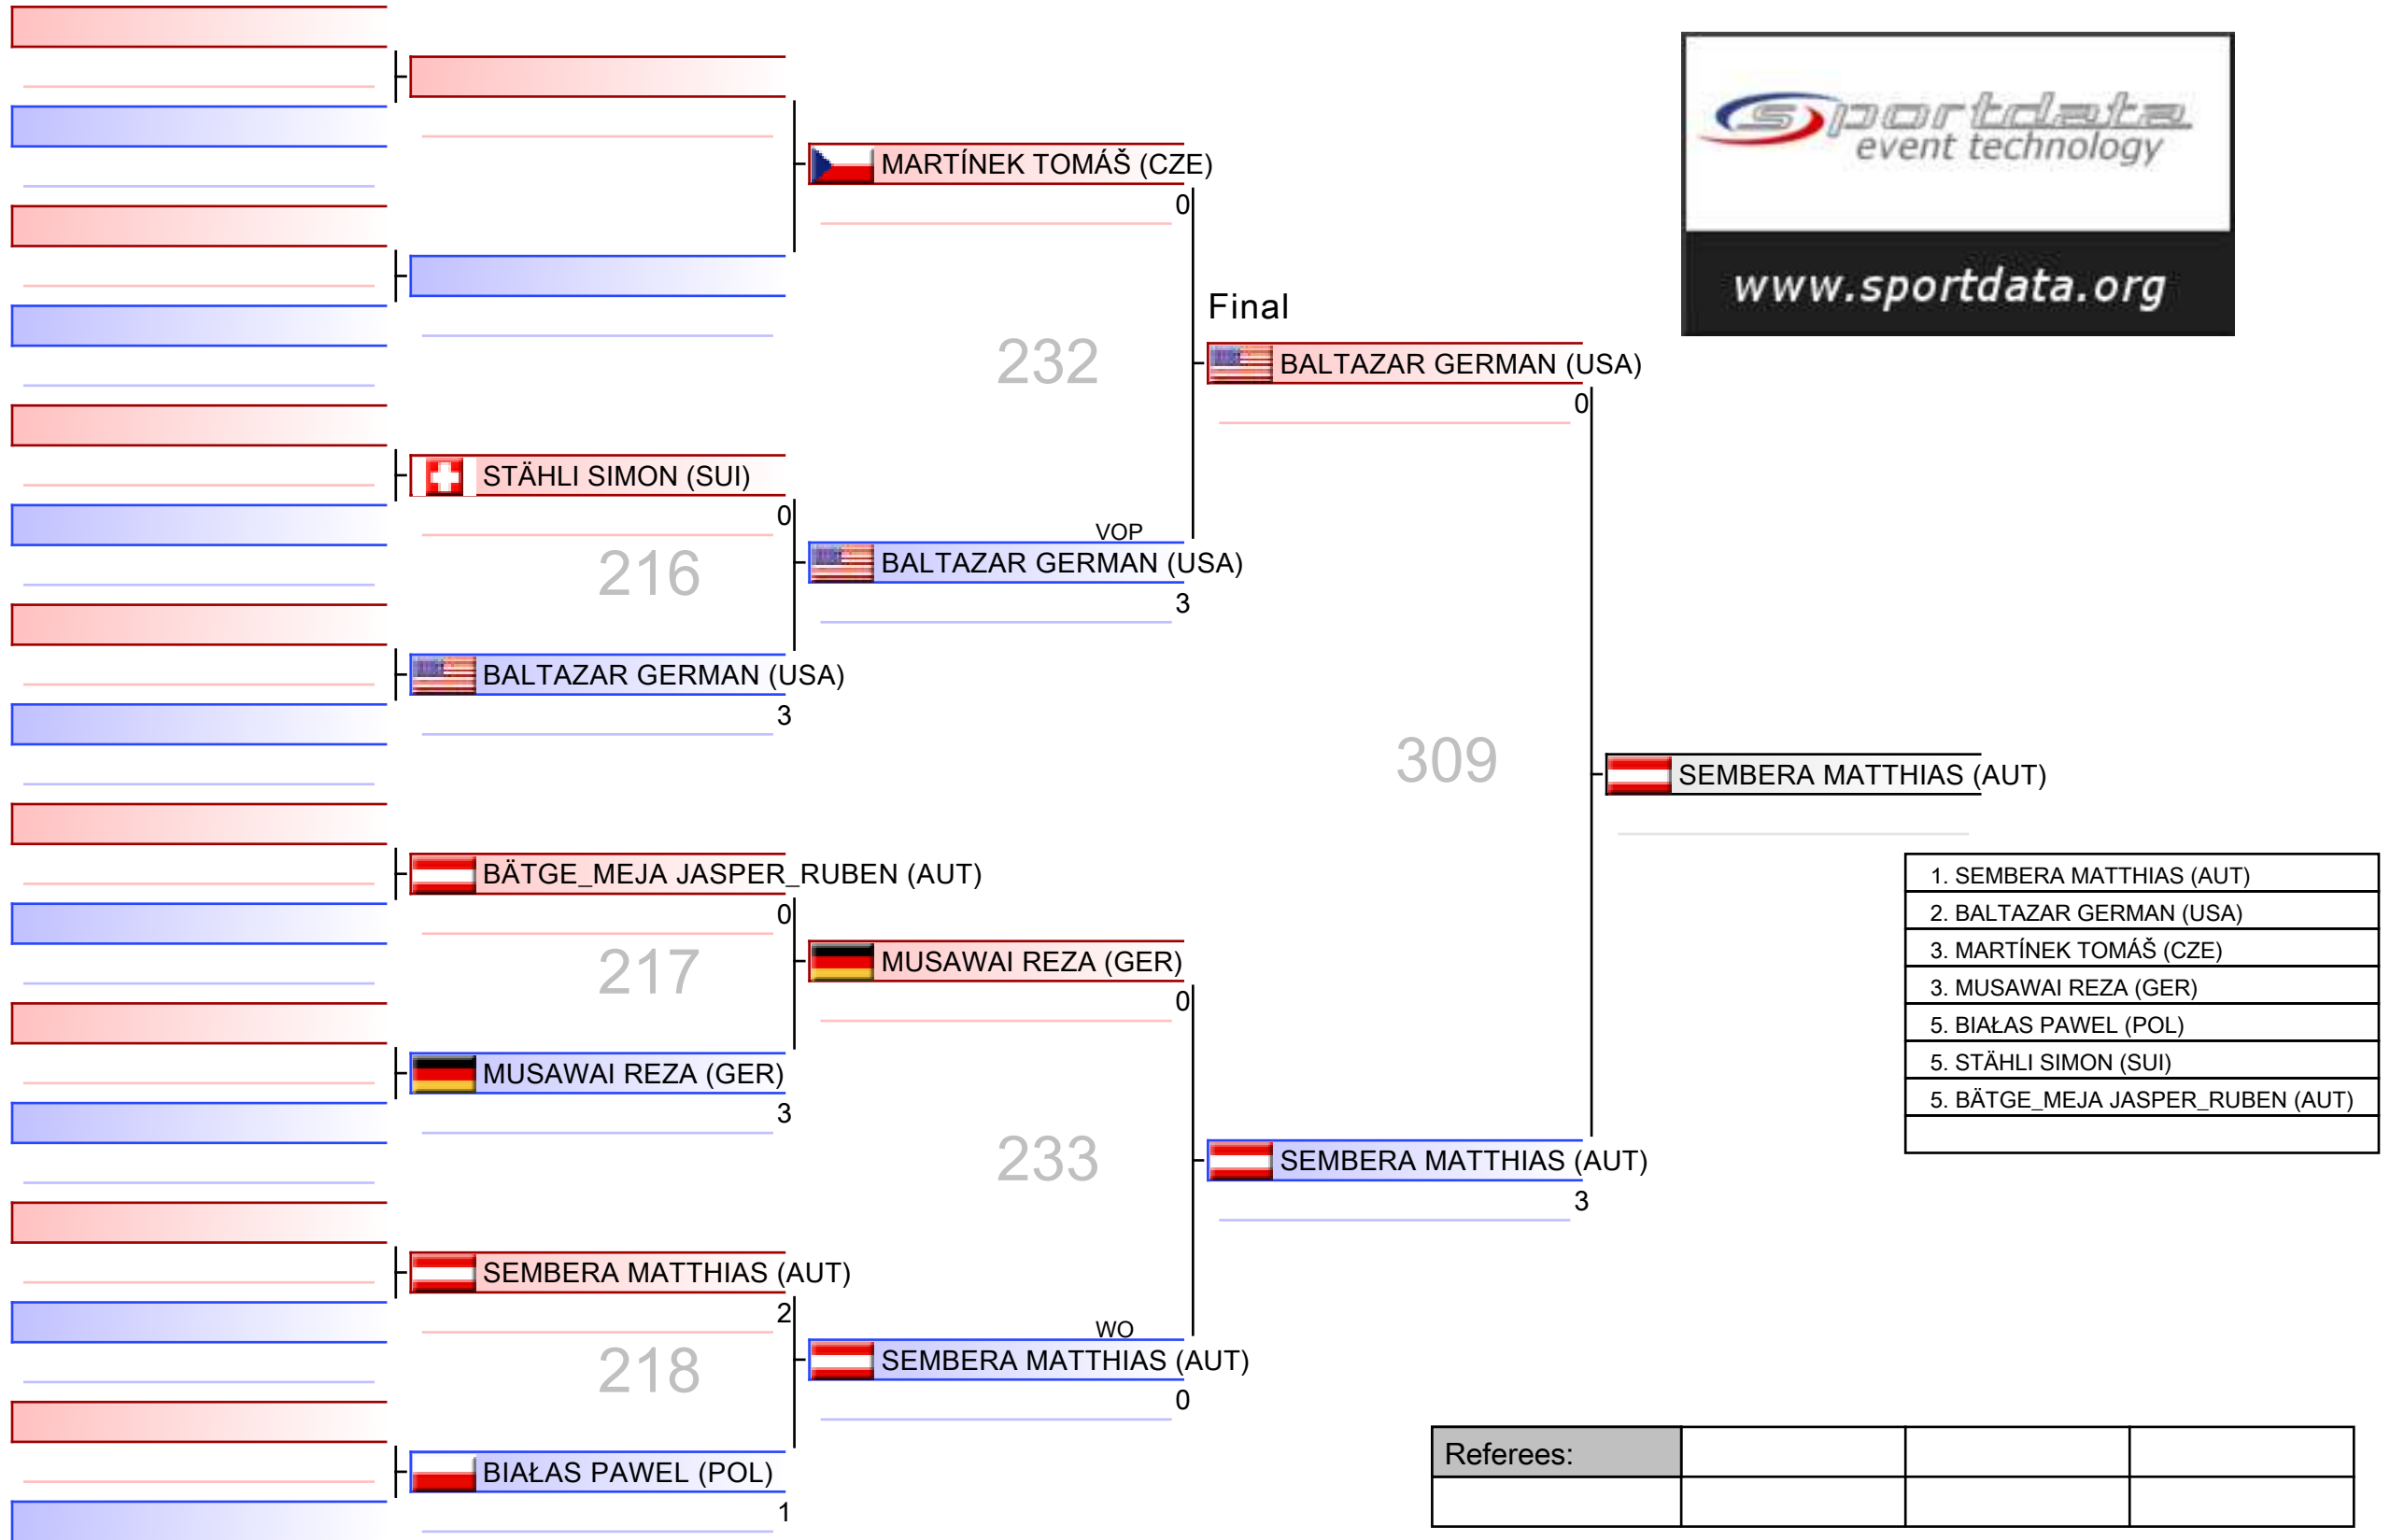 sportdata
event technology
www.sportdata.org
MARTÍNEK TOMÁŠ (CZE)
0
232
Final
BALTAZAR GERMAN (USA)
0
STÄHLI SIMON (SUI)
0
216
VOP
BALTAZAR GERMAN (USA)
3
BALTAZAR GERMAN (USA)
3
309
SEMBERA MATTHIAS (AUT)
BÄTGE_MEJA JASPER_RUBEN (AUT)
0
217
MUSAWAI REZA (GER)
0
MUSAWAI REZA (GER)
3
233
SEMBERA MATTHIAS (AUT)
3
SEMBERA MATTHIAS (AUT)
2
218
WO
SEMBERA MATTHIAS (AUT)
0
BIAŁAS PAWEL (POL)
1
1. SEMBERA MATTHIAS (AUT)
2. BALTAZAR GERMAN (USA)
3. MARTÍNEK TOMÁŠ (CZE)
3. MUSAWAI REZA (GER)
5. BIAŁAS PAWEL (POL)
5. STÄHLI SIMON (SUI)
5. BÄTGE_MEJA JASPER_RUBEN (AUT)
Referees: